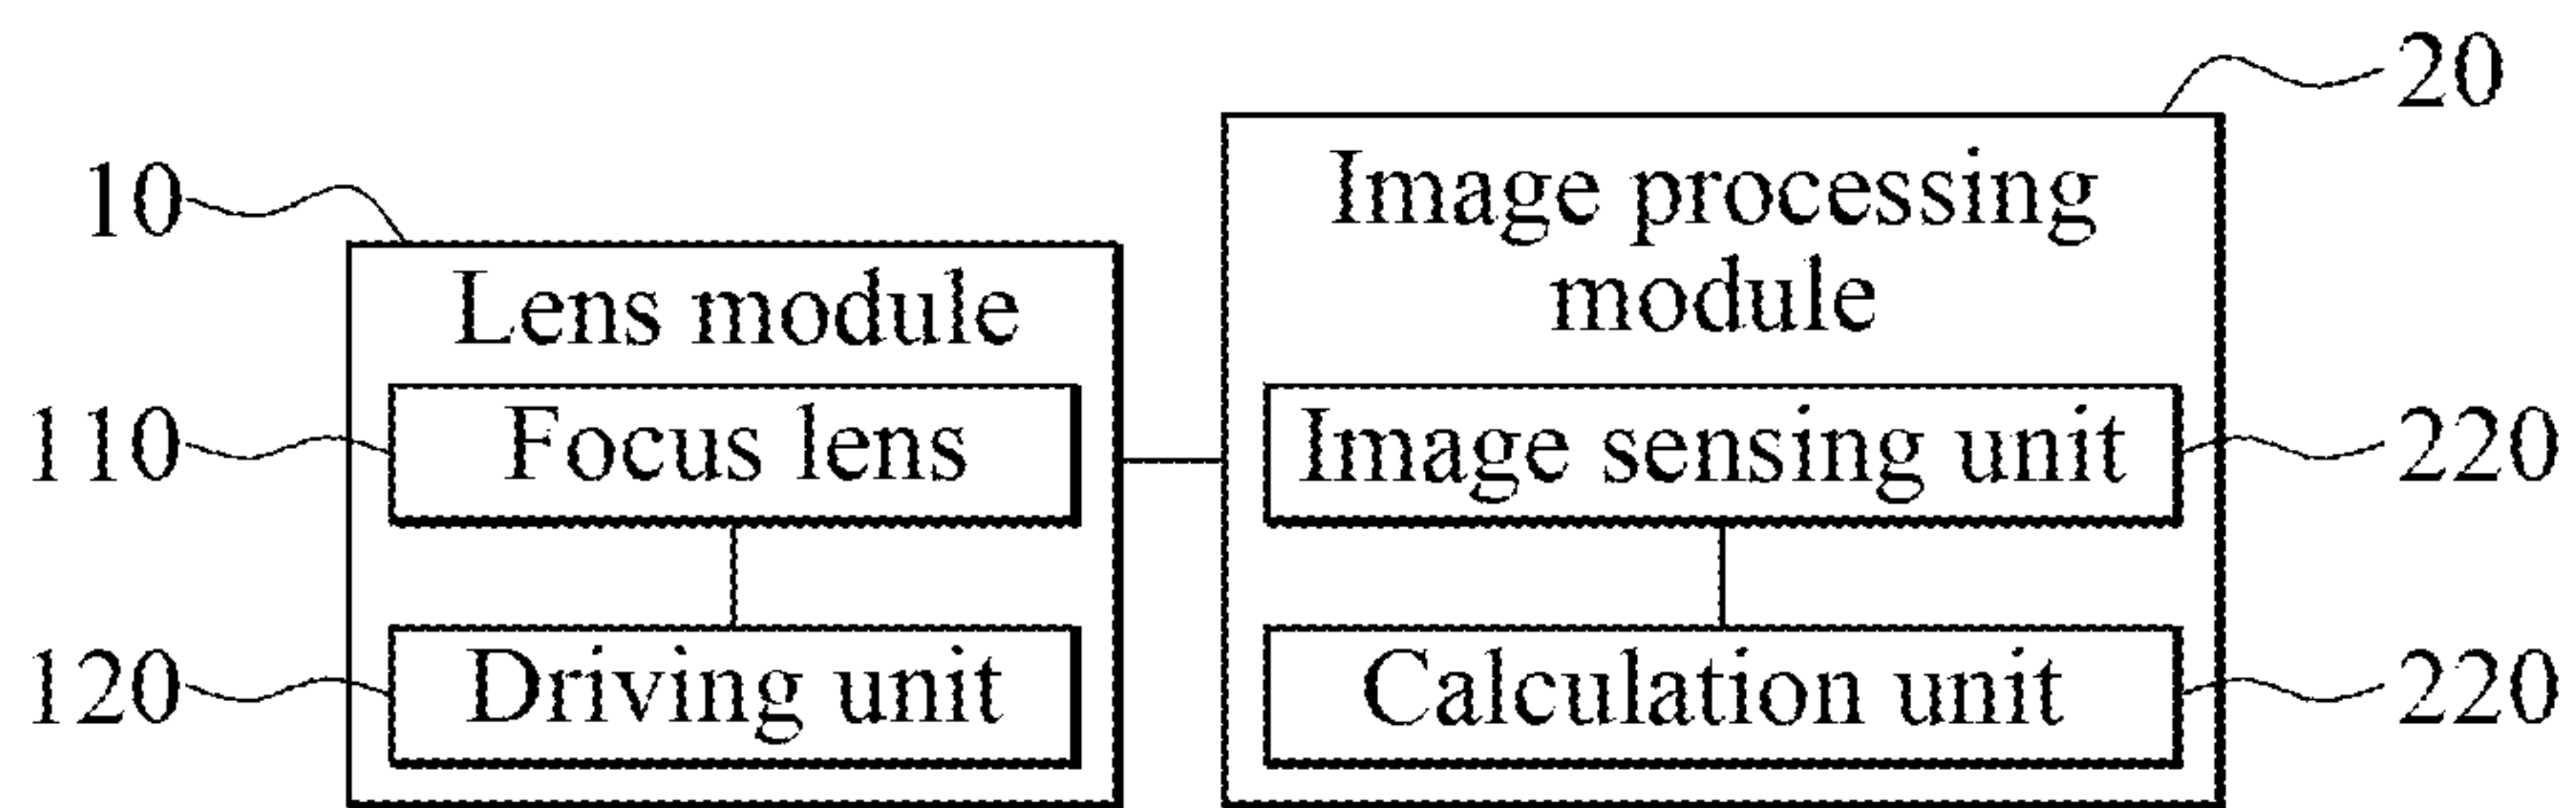 20
10
Image processing
module
Lens module
110
Focus lens
Image sensing unit
220
120
Driving unit
Calculation unit
220